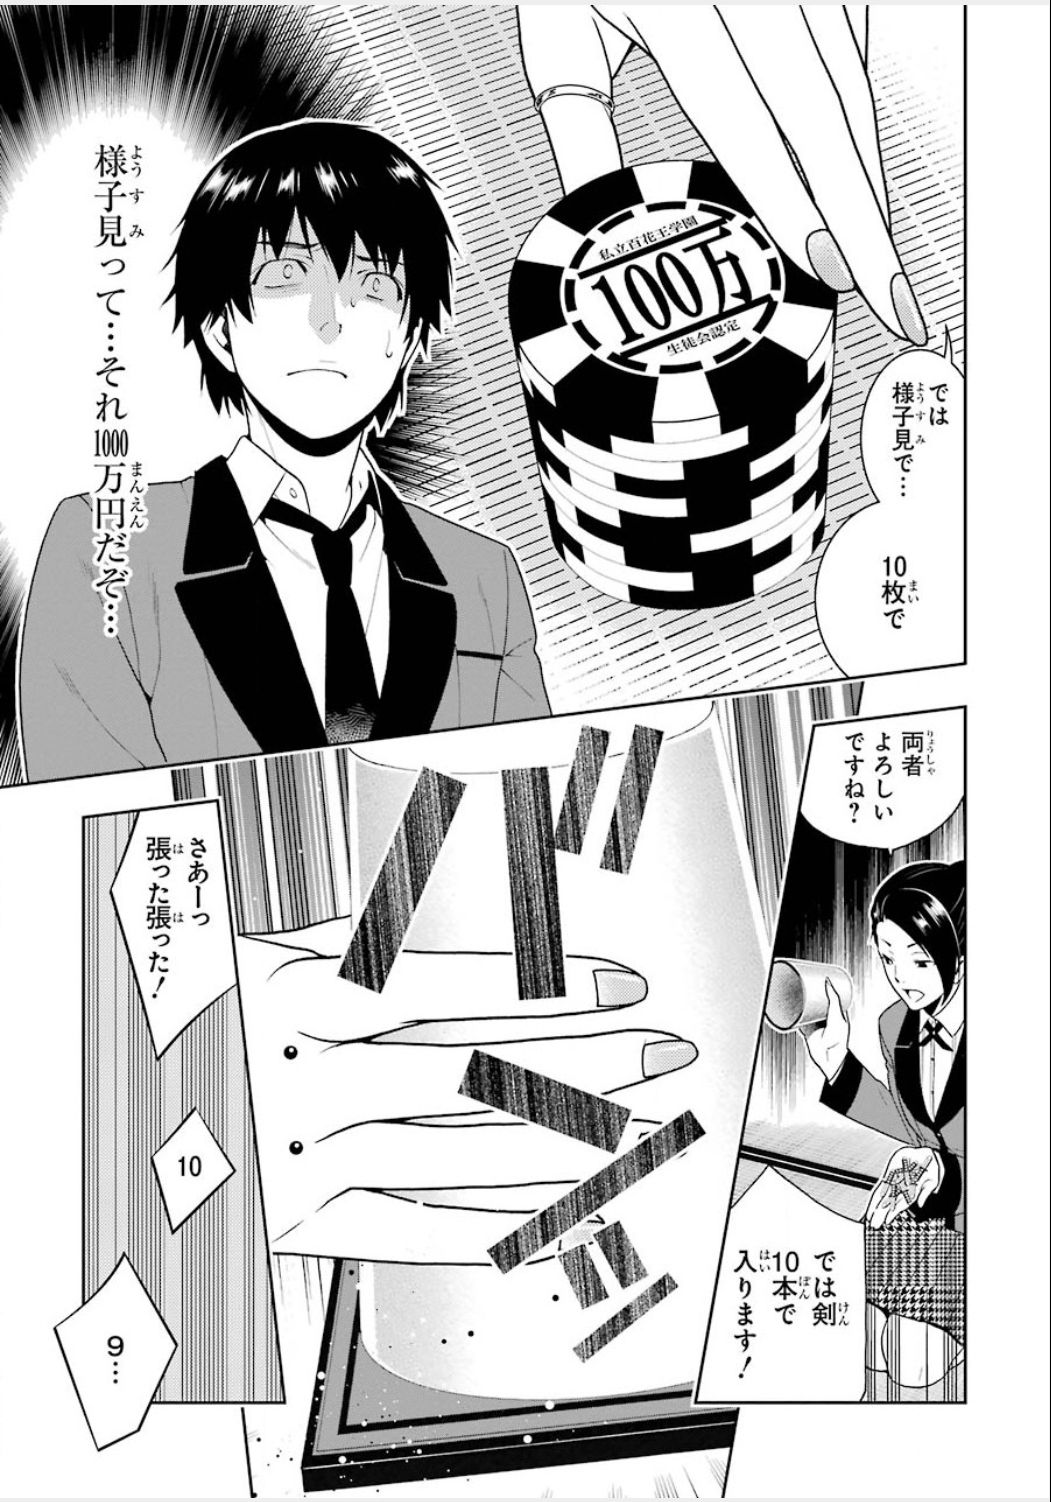 では
様子見で…
10枚で
私立百花王学園
100万
生徒会認定
様子見って…それ1000万円だぞ…
両者
よろしい
ですね?
では剣
10本で
入ります!
バン
さあーっ
張った張った!
10
9…